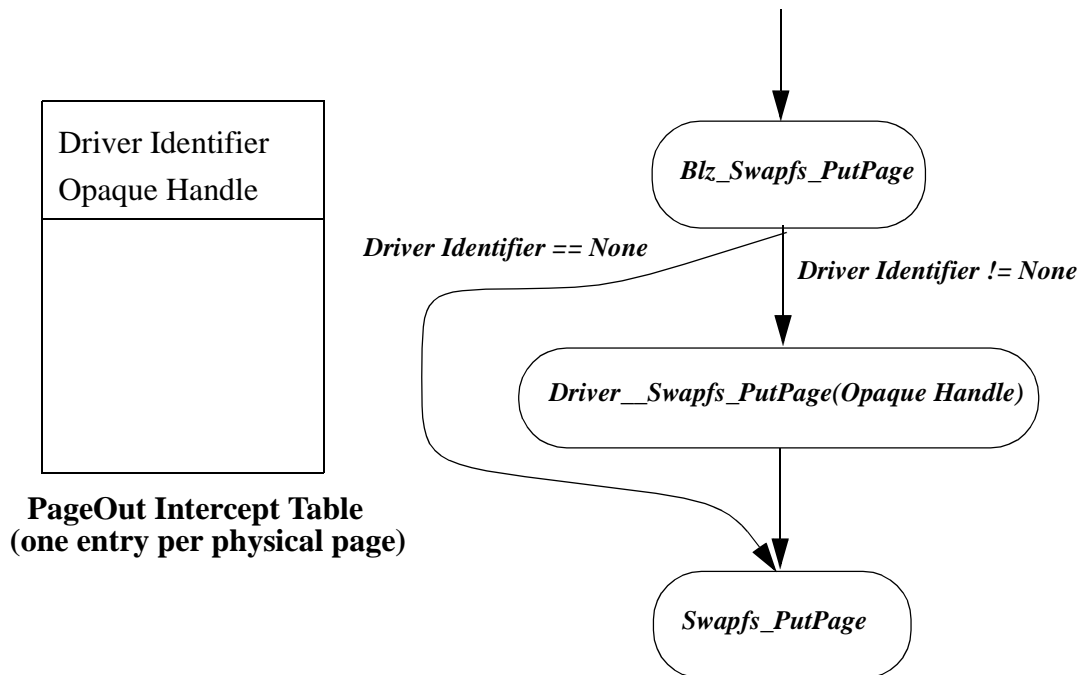 Driver Identifier
Opaque Handle
PageOut Intercept Table
(one entry per physical page)
Blz_Swapfs_PutPage
Driver Identifier == None
Driver Identifier != None
Driver__Swapfs_PutPage(Opaque Handle)
Swapfs_PutPage